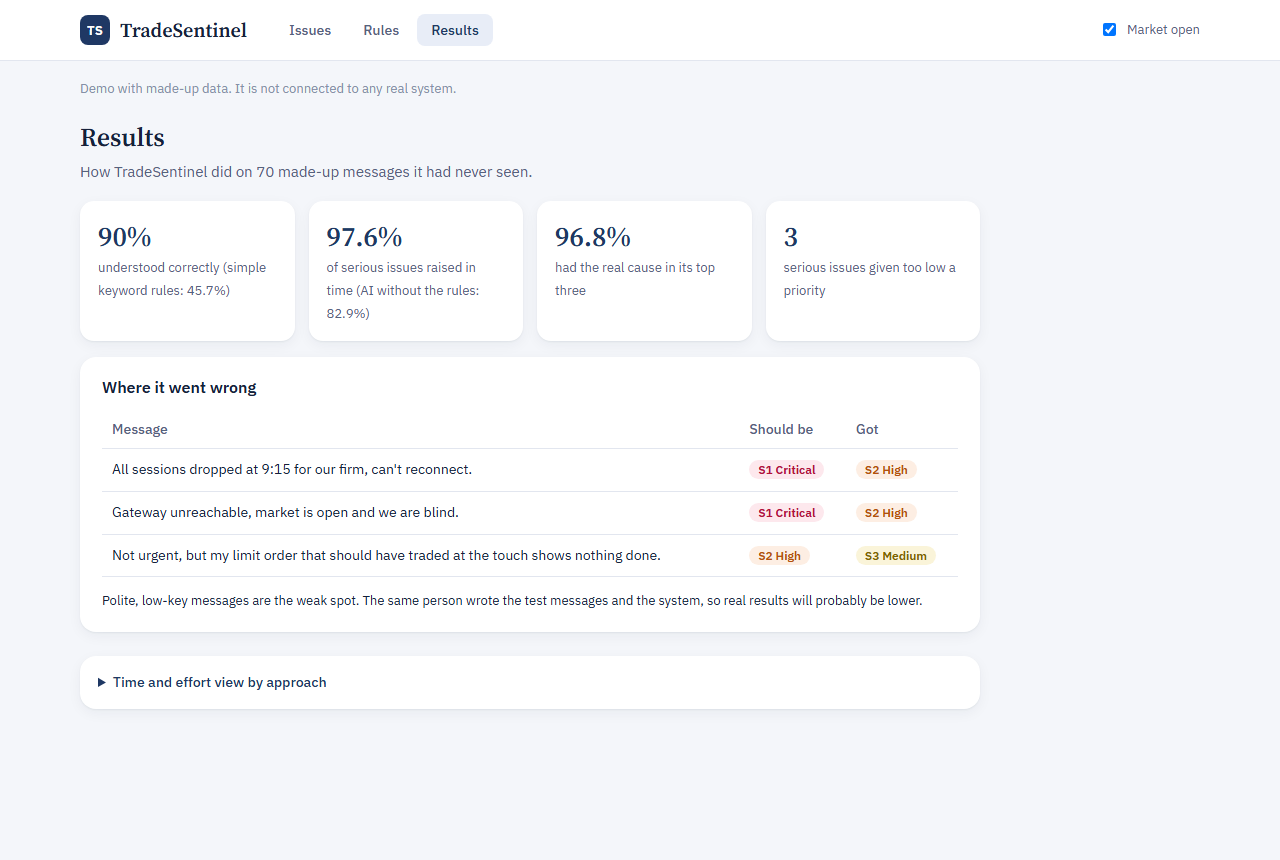 TS TradeSentinel Issues Rules Results Market open
Demo with made-up data. It is not connected to any real system.
Results
How TradeSentinel did on 70 made-up messages it had never seen.
90%
understood correctly (simple
keyword rules: 45.7%)
97.6%
of serious issues raised in
time (AI without the rules:
82.9%)
96.8%
had the real cause in its top
three
3
serious issues given too low a
priority
Where it went wrong
Message Should be Got
All sessions dropped at 9:15 for our firm, can't reconnect. S1 Critical S2 High
Gateway unreachable, market is open and we are blind. S1 Critical S2 High
Not urgent, but my limit order that should have traded at the touch shows nothing done. S2 High S3 Medium
Polite, low-key messages are the weak spot. The same person wrote the test messages and the system, so real results will probably be lower.
Time and effort view by approach